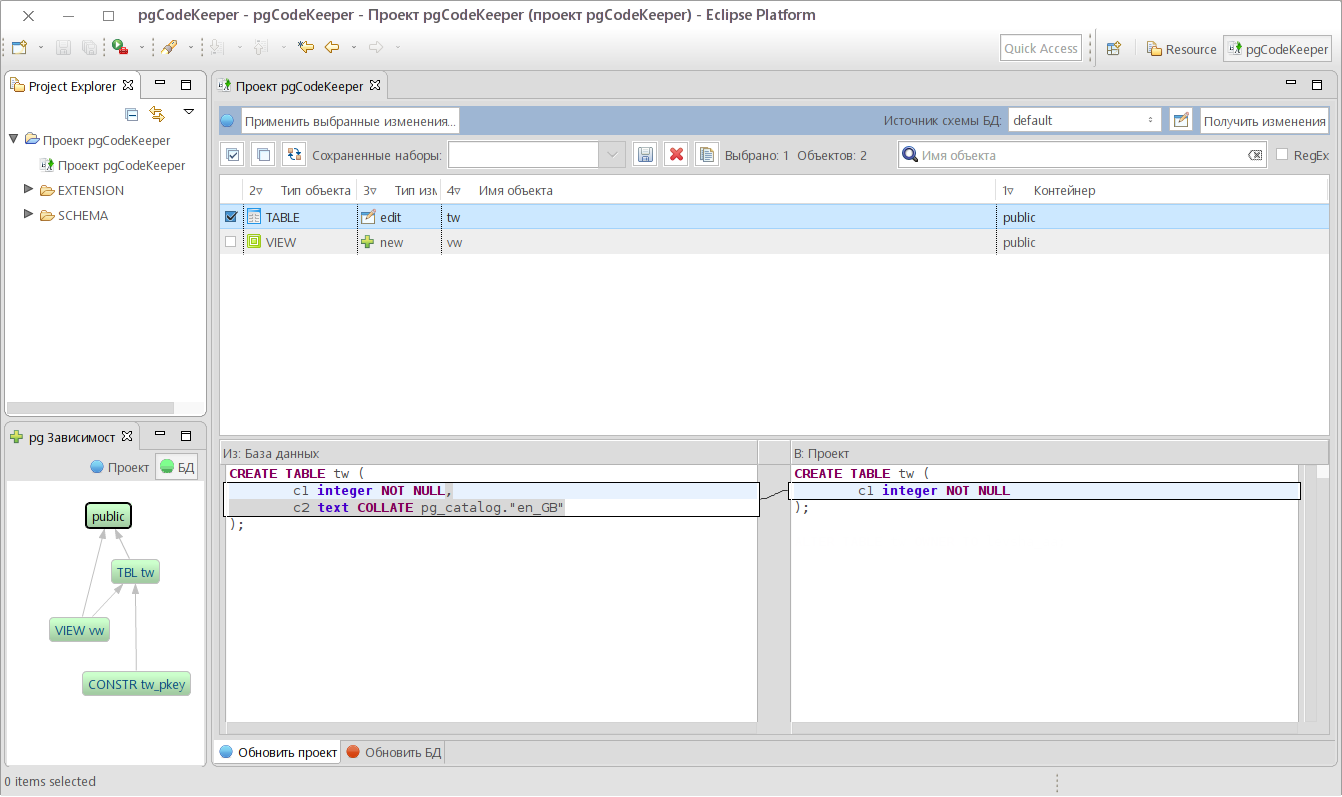 pgCodeKeeper - pgCodeKeeper - Проект pgCodeKeeper (проект pgCodeKeeper) - Eclipse Platform
Quick Access
Resource
pgCodeKeeper
Project Explorer
Проект pgCodeKeeper
Проект pgCodeKeeper
EXTENSION
SCHEMA
Проект pgCodeKeeper
Применить выбранные изменения...
Источник схемы БД:
default
Получить изменения
Сохраненные наборы:
Выбрано: 1 Объектов: 2
Имя объекта
RegEx
2 Тип объекта 3 Тип изм 4 Имя объекта 1 Контейнер
TABLE edit tw public
VIEW new vw public
pg Зависимост
Проект БД
public
TBL tw
VIEW vw
CONSTR tw_pkey
Из: База данных
CREATE TABLE tw (
c1 integer NOT NULL,
c2 text COLLATE pg_catalog."en_GB"
);
В: Проект
CREATE TABLE tw (
c1 integer NOT NULL
);
Обновить проект Обновить БД
0 items selected